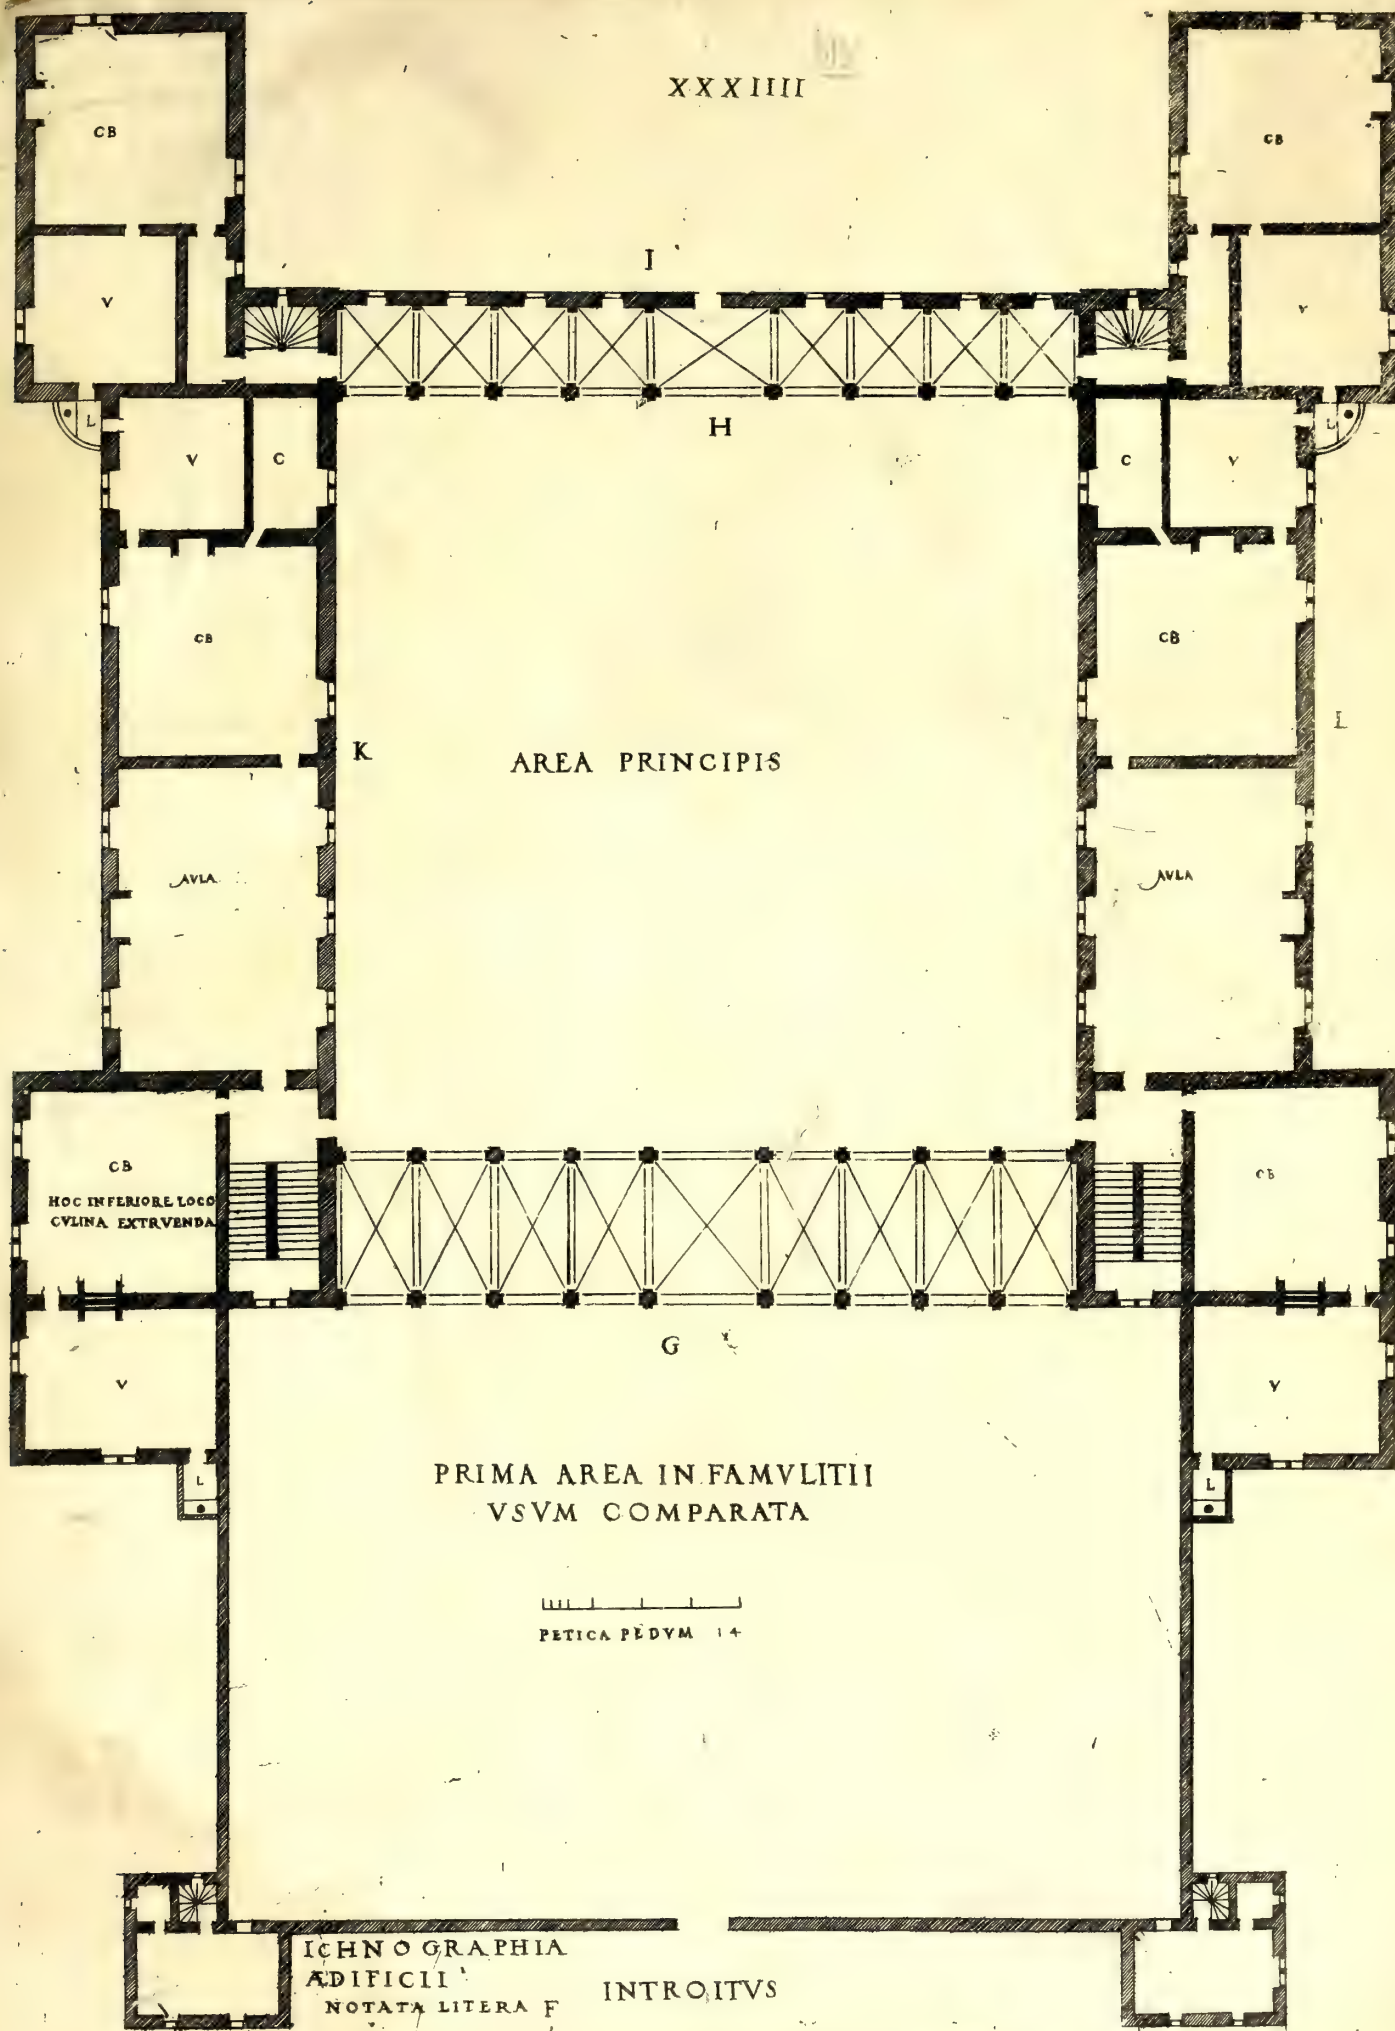 XXXIIII
CB
CB
I
V
V
H
L
L
V
C
C
V
CB
CB
L
K
AREA PRINCIPIS
AVLA
AVLA
CB
CB
HOC INFERIORE LOCO
CVLINA EXTRVENDA
G
V
V
PRIMA AREA IN FAMVLITII
VSVM COMPARATA
L
L
PETICA PEDVM 14
ICHNOGRAPHIA
ÆDIFICII
NOTATA LITERA F
INTROITVS